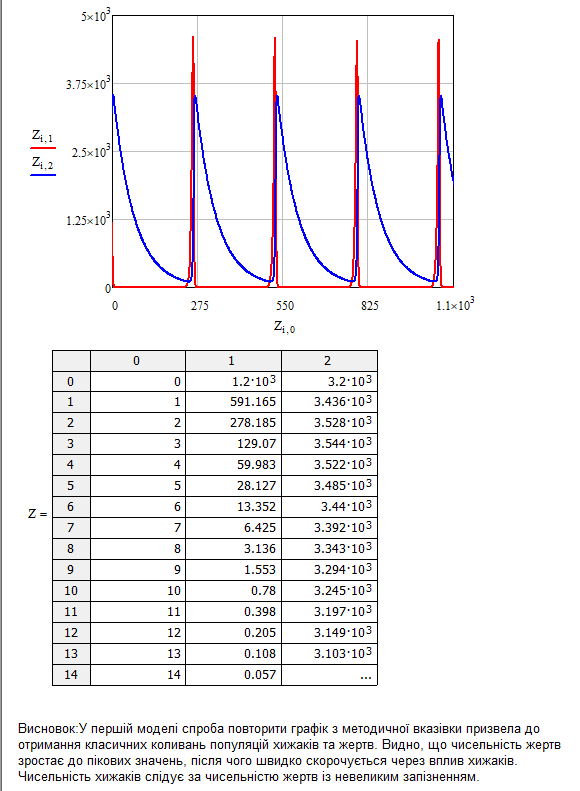 5×10³
3.75×10³
Z i,1
Z i,2
2.5×10³
1.25×10³
0
0 275 550 825 1.1×10³
Z i,0
0 1 2
0 0 1.2·10³ 3.2·10³
1 1 591.165 3.436·10³
2 2 278.185 3.528·10³
3 3 129.07 3.544·10³
4 4 59.983 3.522·10³
5 5 28.127 3.485·10³
6 6 13.352 3.44·10³
Z = 7 7 6.425 3.392·10³
8 8 3.136 3.343·10³
9 9 1.553 3.294·10³
10 10 0.78 3.245·10³
11 11 0.398 3.197·10³
12 12 0.205 3.149·10³
13 13 0.108 3.103·10³
14 14 0.057 ...
Висновок:У першій моделі спроба повторити графік з методичної вказівки призвела до
отримання класичних коливань популяцій хижаків та жертв. Видно, що чисельність жертв
зростає до пікових значень, після чого швидко скорочується через вплив хижаків.
Чисельність хижаків слідує за чисельністю жертв із невеликим запізненням.